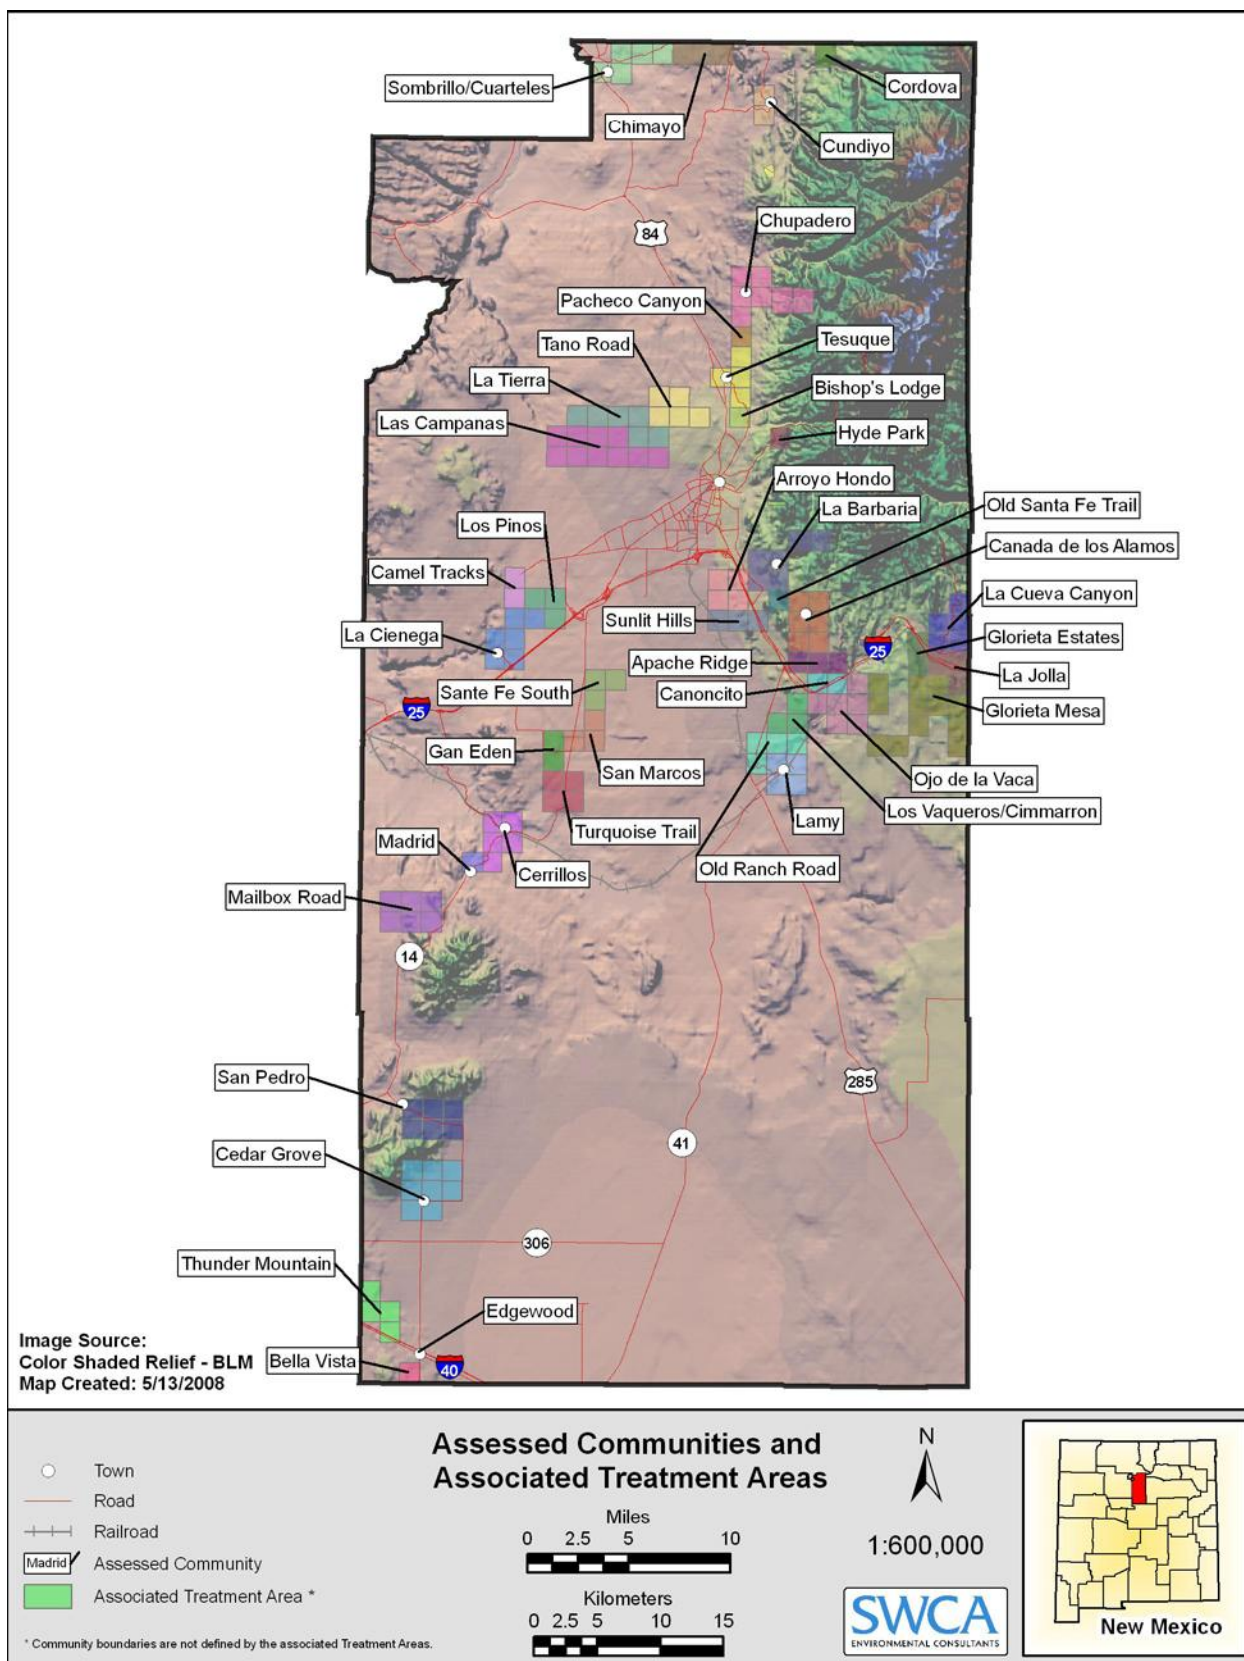 Sombrillo/Cuarteles
Cordova
Chimayo
Cundiyo
Chupadero
84
Pacheco Canyon
Tano Road
Tesuque
La Tierra
Bishop's Lodge
Las Campanas
Hyde Park
Arroyo Hondo
Old Santa Fe Trail
La Barbaria
Los Pinos
Canada de los Alamos
Camel Tracks
La Cueva Canyon
Sunlit Hills
La Cienega
Glorieta Estates
25
Apache Ridge
La Jolla
Sante Fe South
Canoncito
25
Glorieta Mesa
Gan Eden
San Marcos
Ojo de la Vaca
Los Vaqueros/Cimmarron
Lamy
Turquoise Trail
Madrid
Old Ranch Road
Cerrillos
Mailbox Road
14
San Pedro
285
41
Cedar Grove
306
Thunder Mountain
Edgewood
Image Source:
Color Shaded Relief - BLM
Map Created: 5/13/2008
Bella Vista
40
Town
Road
Railroad
Madrid
Assessed Community
Associated Treatment Area *
* Community boundaries are not defined by the associated Treatment Areas.
Assessed Communities and
Associated Treatment Areas
Miles
0 2.5 5 10
Kilometers
0 2.5 5 10 15
N
1:600,000
SWCA
ENVIRONMENTAL CONSULTANTS
New Mexico